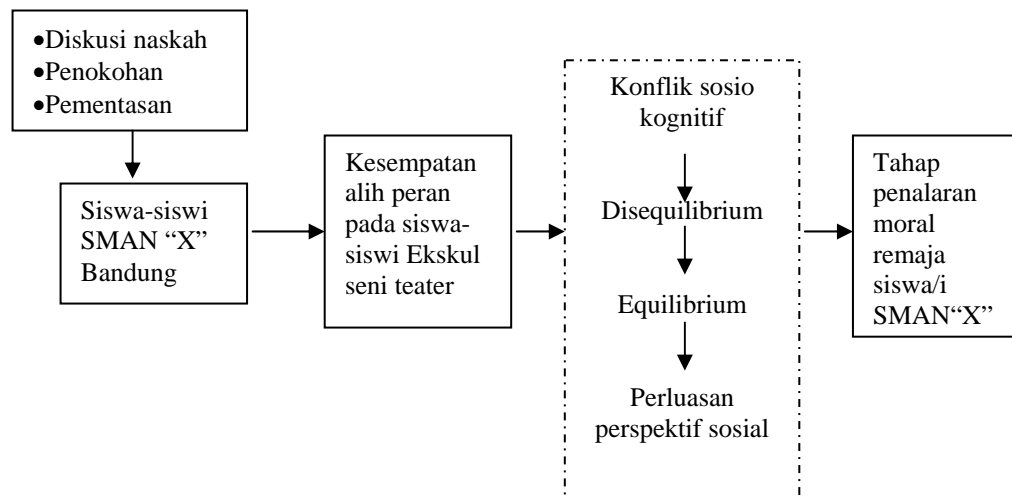 •Diskusi naskah
•Penokohan
•Pementasan
Siswa-siswi
SMAN “X”
Bandung
Kesempatan
alih peran
pada siswa-
siswi Ekskul
seni teater
Konflik sosio
kognitif
Disequilibrium
Equilibrium
Perluasan
perspektif sosial
Tahap
penalaran
moral
remaja
siswa/i
SMAN“X”